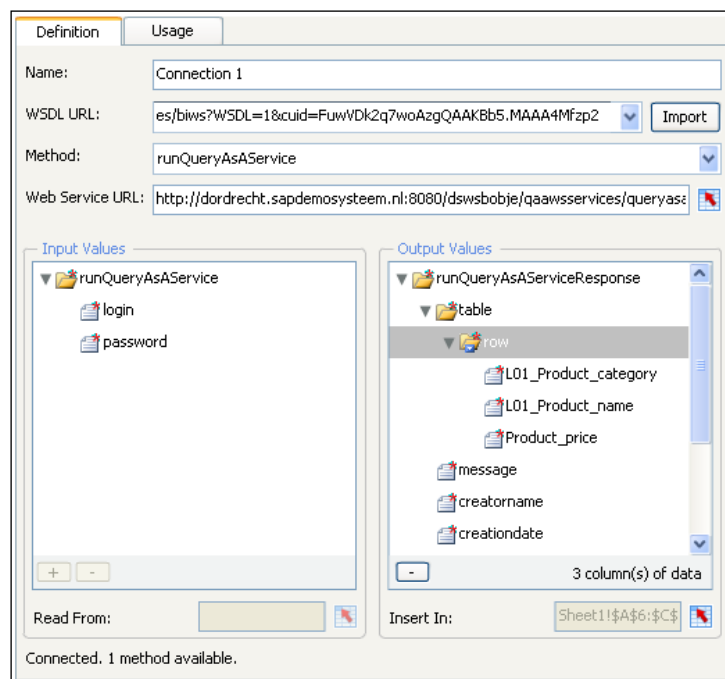 Definition
Usage
Name:
Connection 1
WSDL URL:
es/biws?WSDL=1&cuid=FuwVDk2q7woAzgQAAKBb5.MAAA4Mfzp2
Import
Method:
runQueryAsAService
Web Service URL:
http://dordrecht.sapdemosysteem.nl:8080/dswsbobje/qaawsservices/queryasa
Input Values
runQueryAsAService
login
password
+ -
Read From:
Output Values
runQueryAsAServiceResponse
table
row
L01_Product_category
L01_Product_name
Product_price
message
creatorname
creationdate
- 3 column(s) of data
Insert In:
Sheet1!$A$6:$C$
Connected. 1 method available.